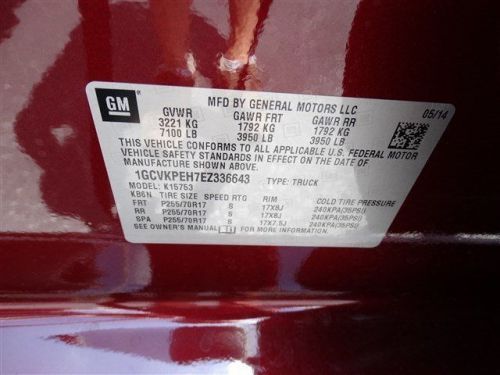 GM
MFD BY GENERAL MOTORS LLC
GVWR GAWR FRT GAWR RR 05/14
3221 KG 1792 KG 1792 KG
7100 LB 3950 LB 3950 LB
THIS VEHICLE CONFORMS TO ALL APPLICABLE U.S. FEDERAL MOTOR
VEHICLE SAFETY STANDARDS IN EFFECT ON THE DATE OF
MANUFACTURE SHOWN ABOVE.
1GCVKPEH7EZ336643 TYPE: TRUCK
MODEL: K15753
KB6N TIRE SIZE SPEED RTG RIM COLD TIRE PRESSURE
FRT P255/70R17 S 17X8J 240KPA(35PSI)
RR P255/70R17 S 17X8J 240KPA(35PSI)
SPA P255/70R17 S 17X7.5J 240KPA(35PSI)
SEE OWNER'S MANUAL FOR MORE INFORMATION.